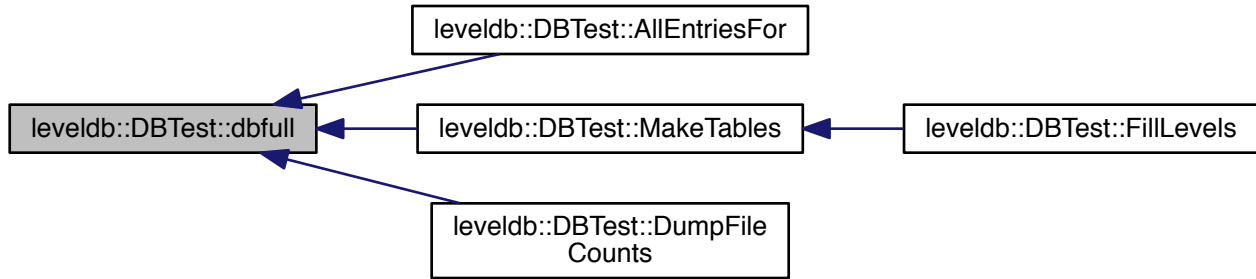 leveldb::DBTest::AllEntriesFor
leveldb::DBTest::dbfull
leveldb::DBTest::MakeTables
leveldb::DBTest::FillLevels
leveldb::DBTest::DumpFile
Counts